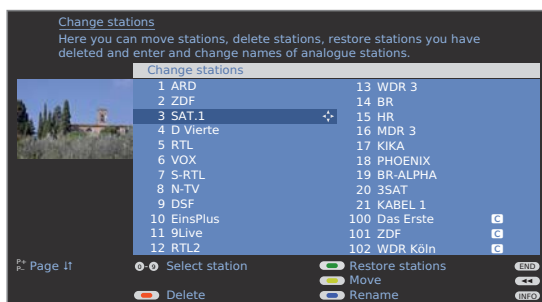 Change stations
Here you can move stations, delete stations, restore stations you have
deleted and enter and change names of analogue stations.
Change stations
1 ARD
2 ZDF
3 SAT.1
4 D Vierte
5 RTL
6 VOX
7 S-RTL
8 N-TV
9 DSF
10 EinsPlus
11 9Live
12 RTL2
13 WDR 3
14 BR
15 HR
16 MDR 3
17 KIKA
18 PHOENIX
19 BR-ALPHA
20 3SAT
21 KABEL 1
100 Das Erste C
101 ZDF C
102 WDR Köln C
P+
P- Page ↓↑
0-9 Select station
Restore stations END
Move ◀◀
Delete
Rename INFO